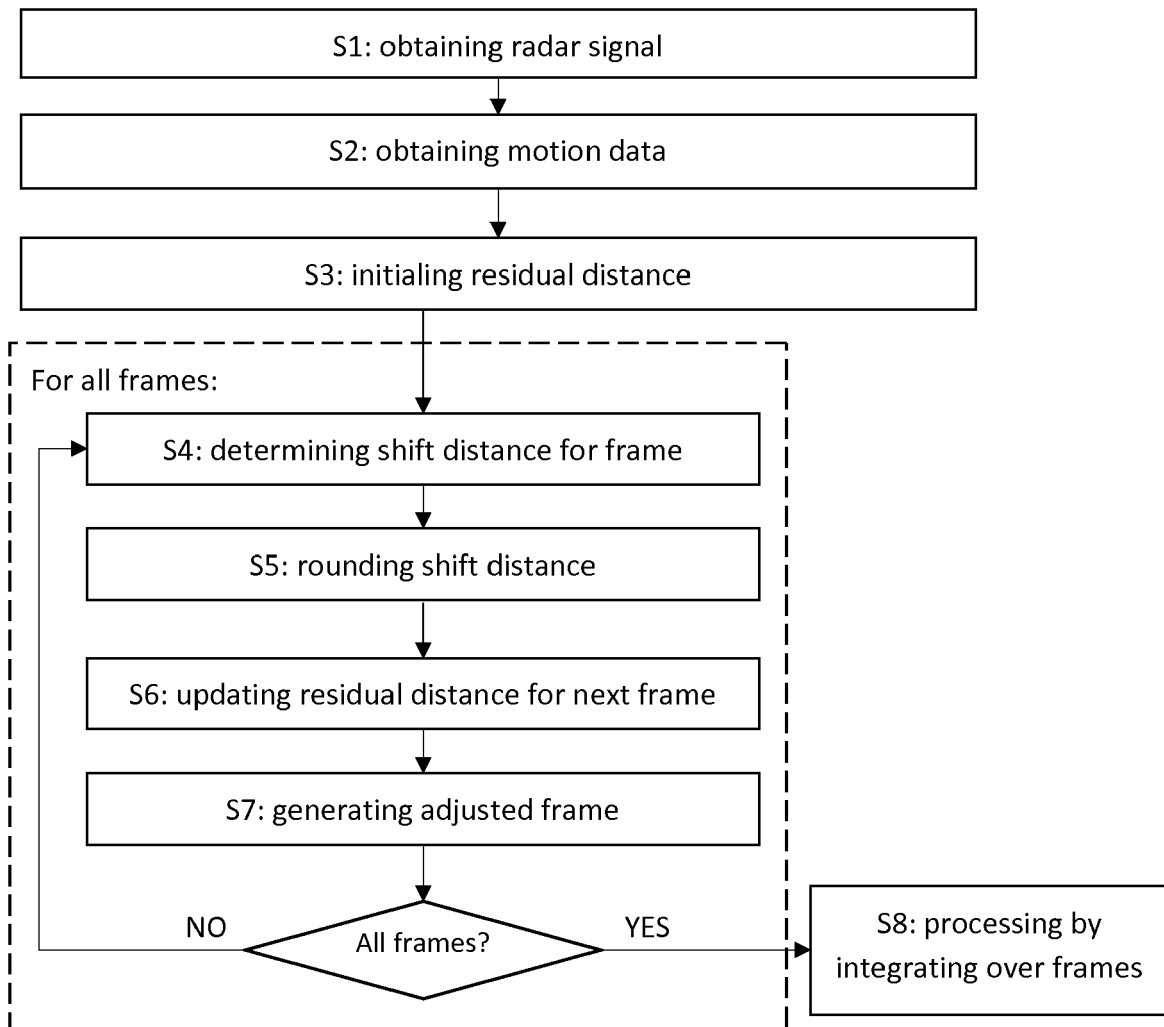 S1: obtaining radar signal
S2: obtaining motion data
S3: initialing residual distance
For all frames:
S4: determining shift distance for frame
S5: rounding shift distance
S6: updating residual distance for next frame
S7: generating adjusted frame
NO
All frames?
YES
S8: processing by
integrating over frames